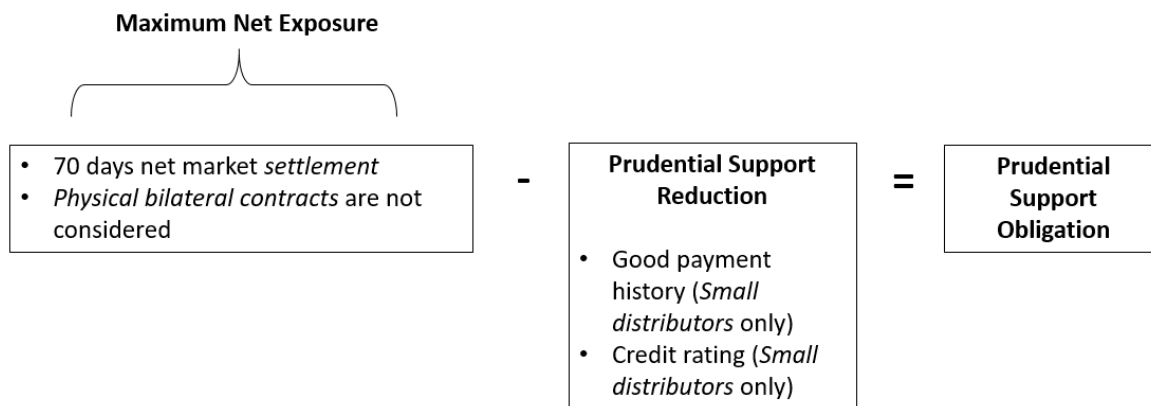 Maximum Net Exposure
• 70 days net market settlement
• Physical bilateral contracts are not
considered
-
Prudential Support
Reduction
• Good payment
history (Small
distributors only)
• Credit rating (Small
distributors only)
=
Prudential
Support
Obligation